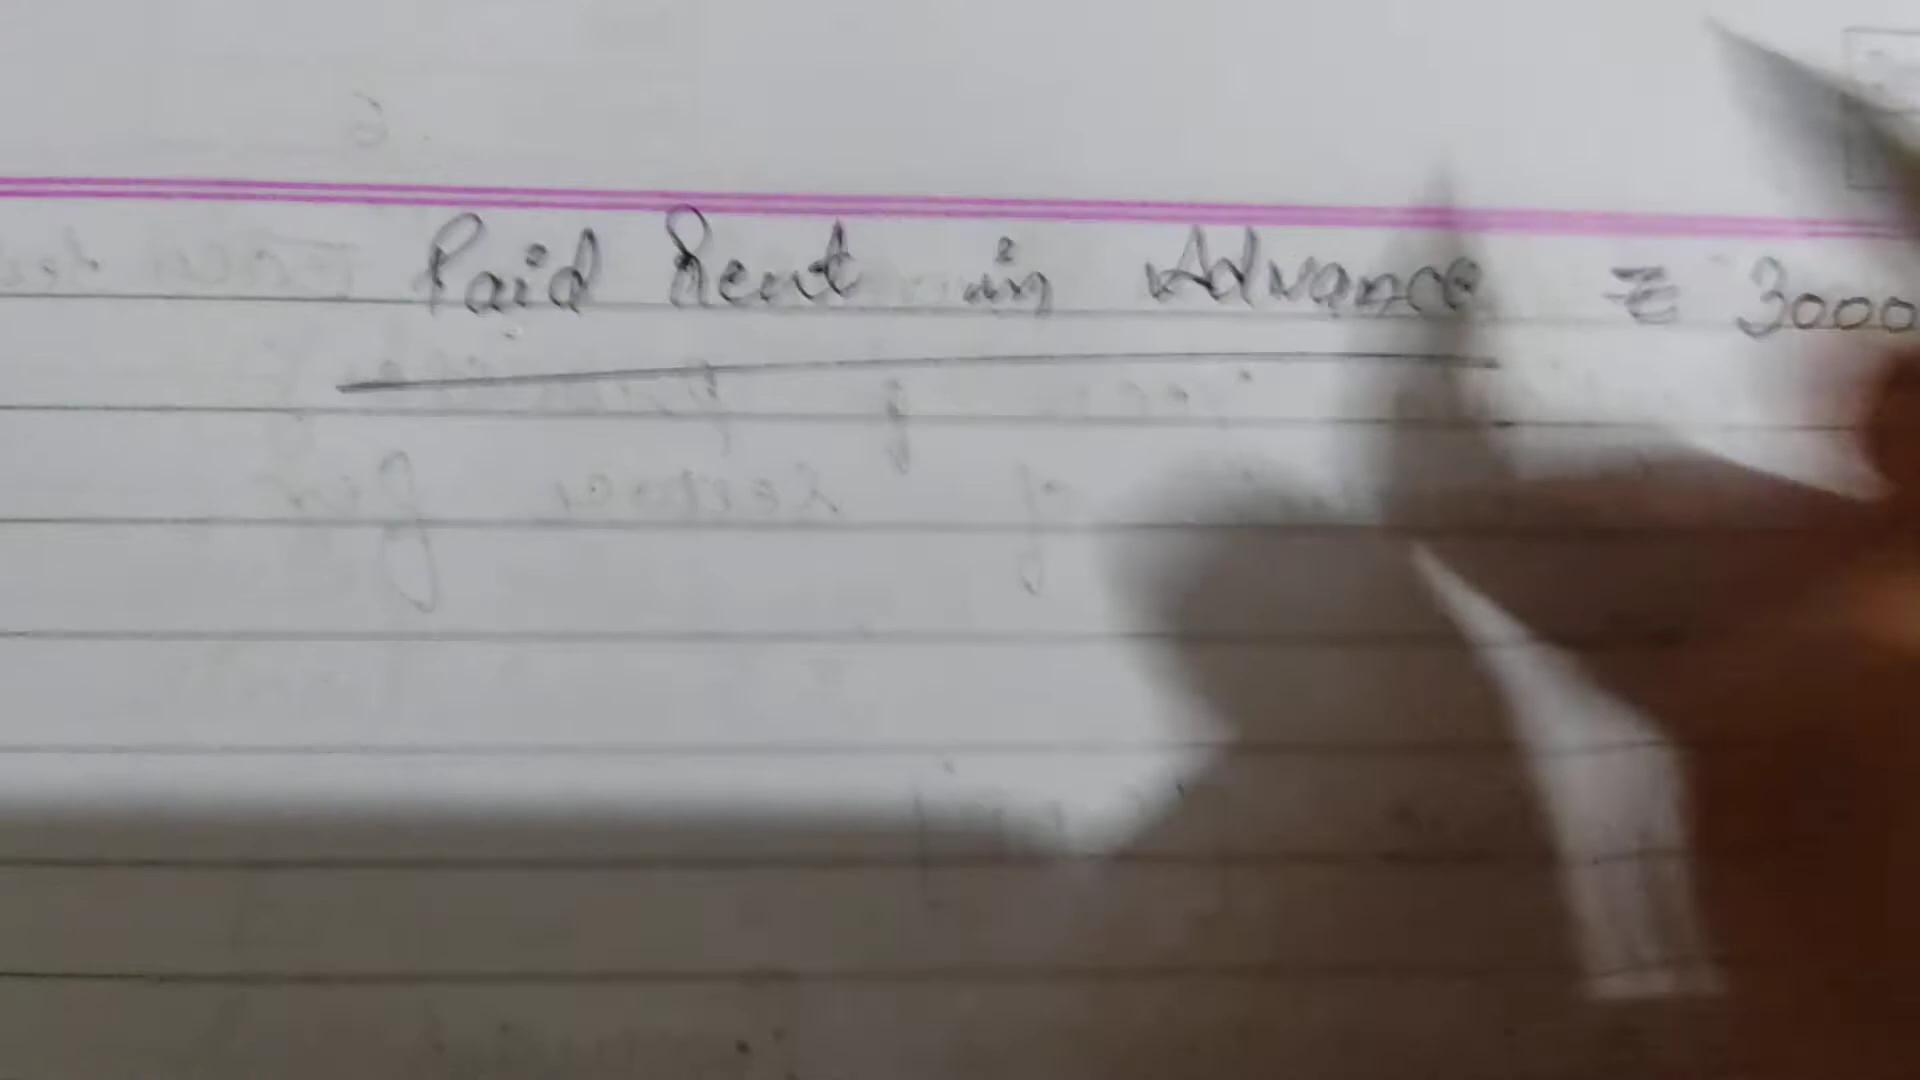 Paid Rent in Advance ₹ 3000